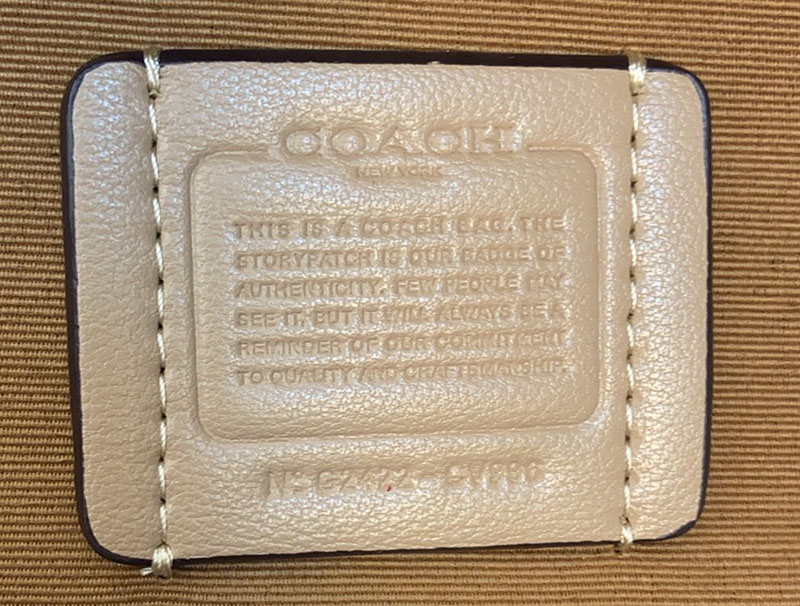 COACH
NEW YORK
THIS IS A COACH BAG. THE
STORYPATCH IS OUR BADGE OF
AUTHENTICITY. FEW PEOPLE MAY
SEE IT, BUT IT WILL ALWAYS BE A
REMINDER OF OUR COMMITMENT
TO QUALITY AND CRAFTSMANSHIP.
Nº